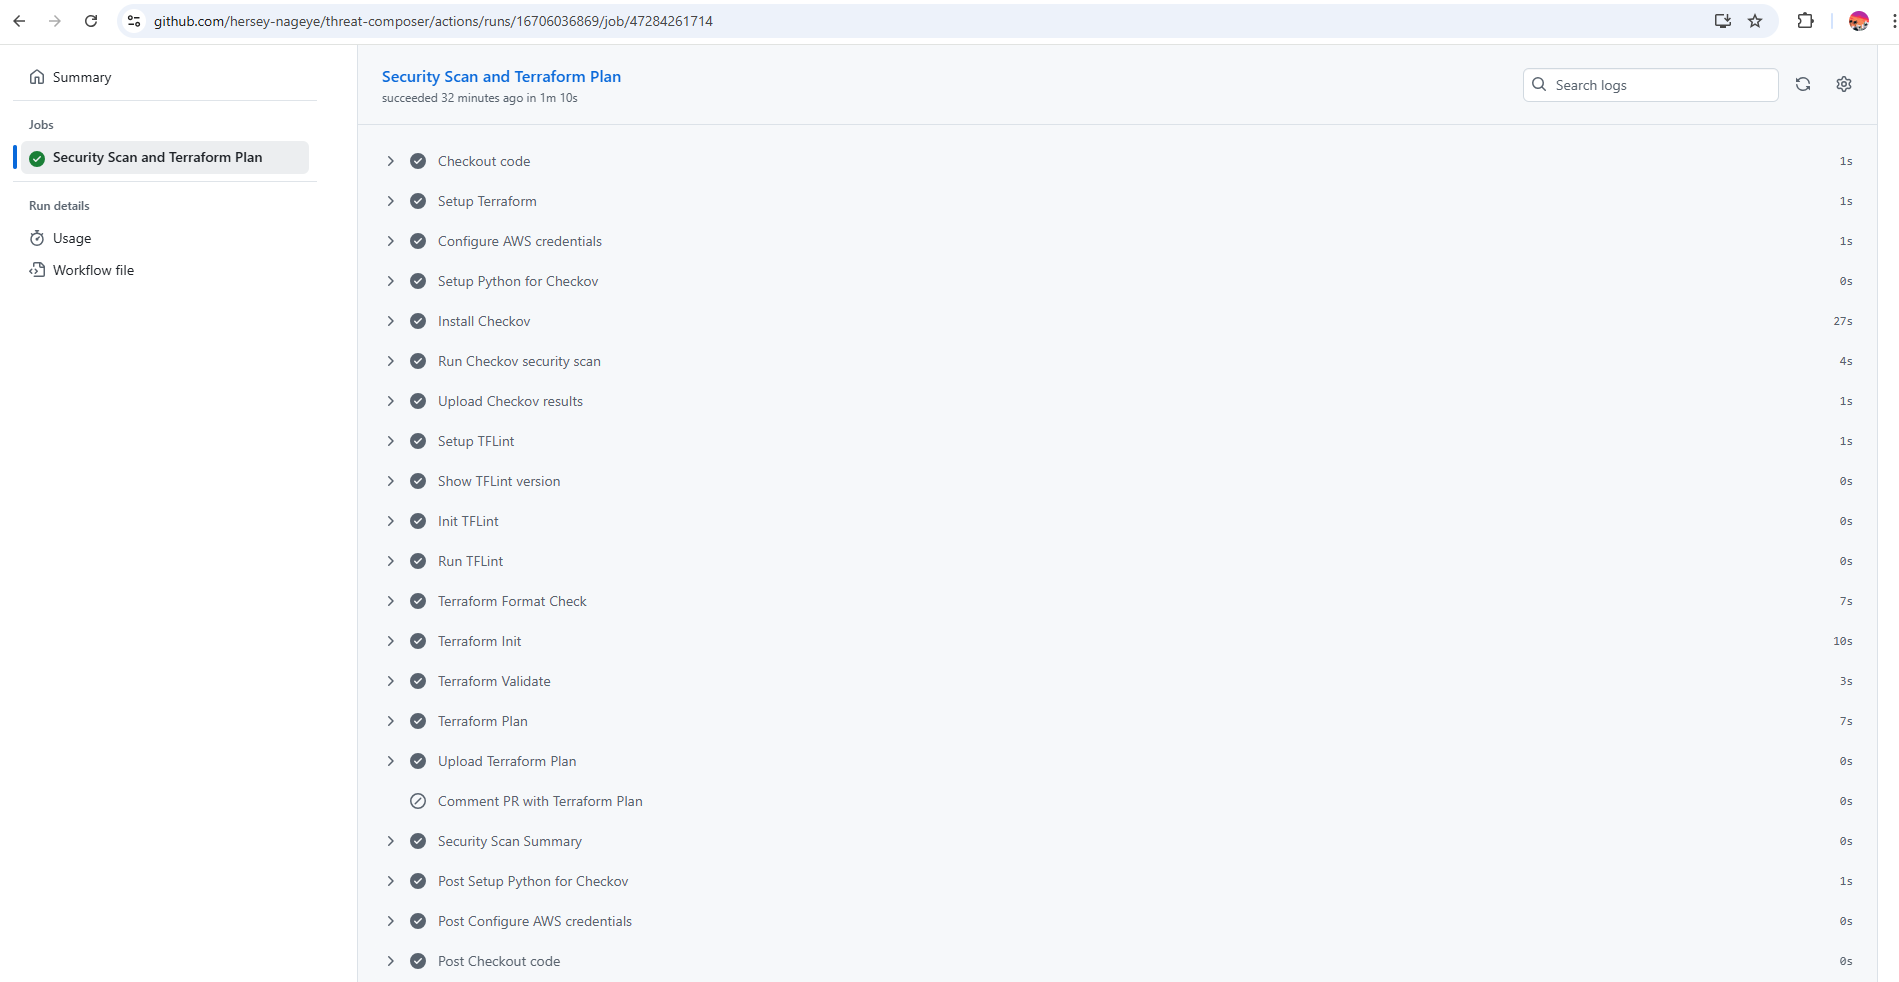 github.com/hersey-nageye/threat-composer/actions/runs/16706036869/job/47284261714
Summary
Jobs
Security Scan and Terraform Plan
Run details
Usage
Workflow file
Security Scan and Terraform Plan
succeeded 32 minutes ago in 1m 10s
Search logs
Checkout code 1s
Setup Terraform 1s
Configure AWS credentials 1s
Setup Python for Checkov 0s
Install Checkov 27s
Run Checkov security scan 4s
Upload Checkov results 1s
Setup TFLint 1s
Show TFLint version 0s
Init TFLint 0s
Run TFLint 0s
Terraform Format Check 7s
Terraform Init 10s
Terraform Validate 3s
Terraform Plan 7s
Upload Terraform Plan 0s
Comment PR with Terraform Plan 0s
Security Scan Summary 0s
Post Setup Python for Checkov 1s
Post Configure AWS credentials 0s
Post Checkout code 0s